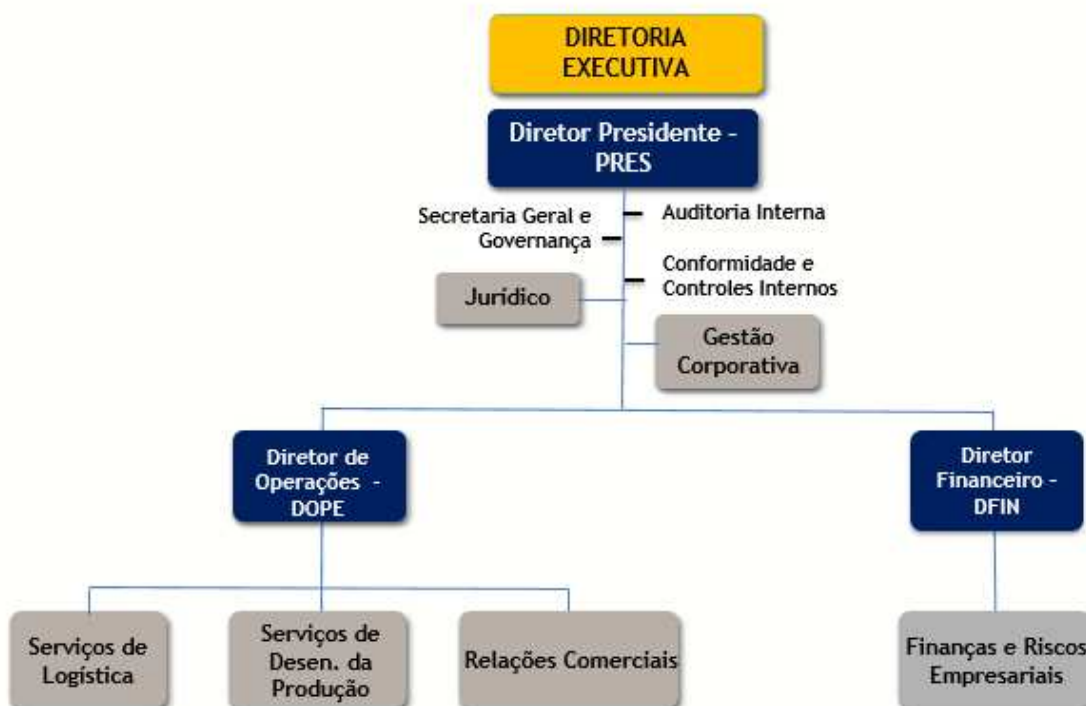 DIRETORIA
EXECUTIVA
Diretor Presidente -
PRES
Secretaria Geral e
Governança
Auditoria Interna
Conformidade e
Controles Internos
Jurídico
Gestão
Corporativa
Diretor de
Operações -
DOPE
Diretor
Financeiro -
DFIN
Serviços de
Logística
Serviços de
Desen. da
Produção
Relações Comerciais
Finanças e Riscos
Empresariais